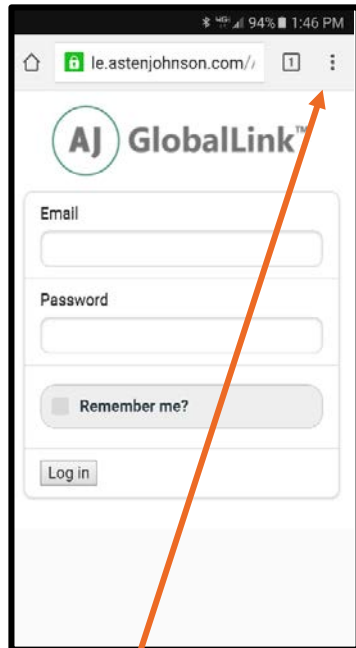 94% 1:46 PM
le.astenjohnson.com/ 1
AJ GlobalLink™
Email
Password
Remember me?
Log in